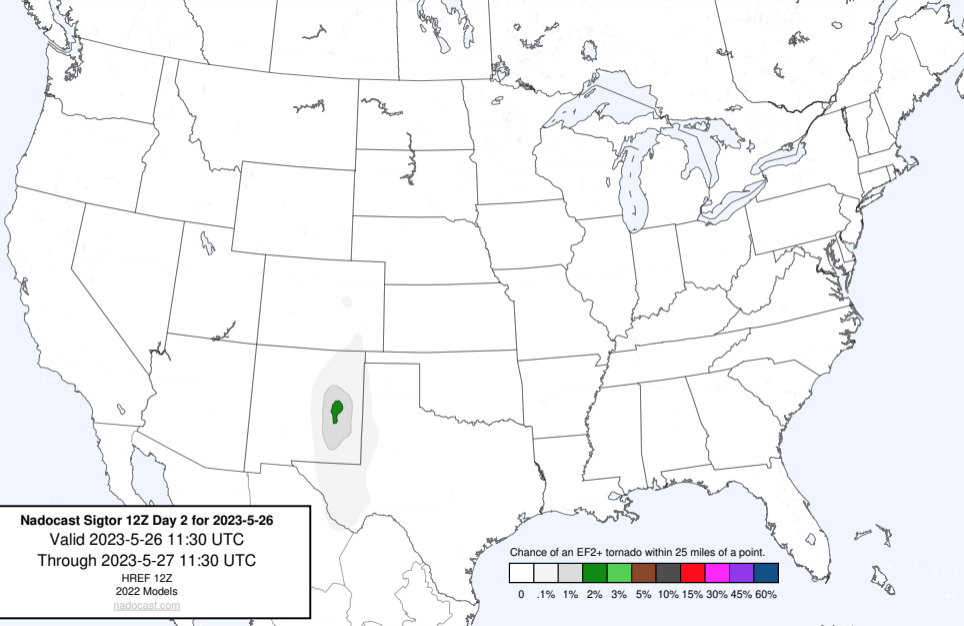 Nadocast Sigtor 12Z Day 2 for 2023-5-26
Valid 2023-5-26 11:30 UTC
Through 2023-5-27 11:30 UTC
HREF 12Z
2022 Models
nadocast.com
Chance of an EF2+ tornado within 25 miles of a point.
0 .1% 1% 2% 3% 5% 10% 15% 30% 45% 60%